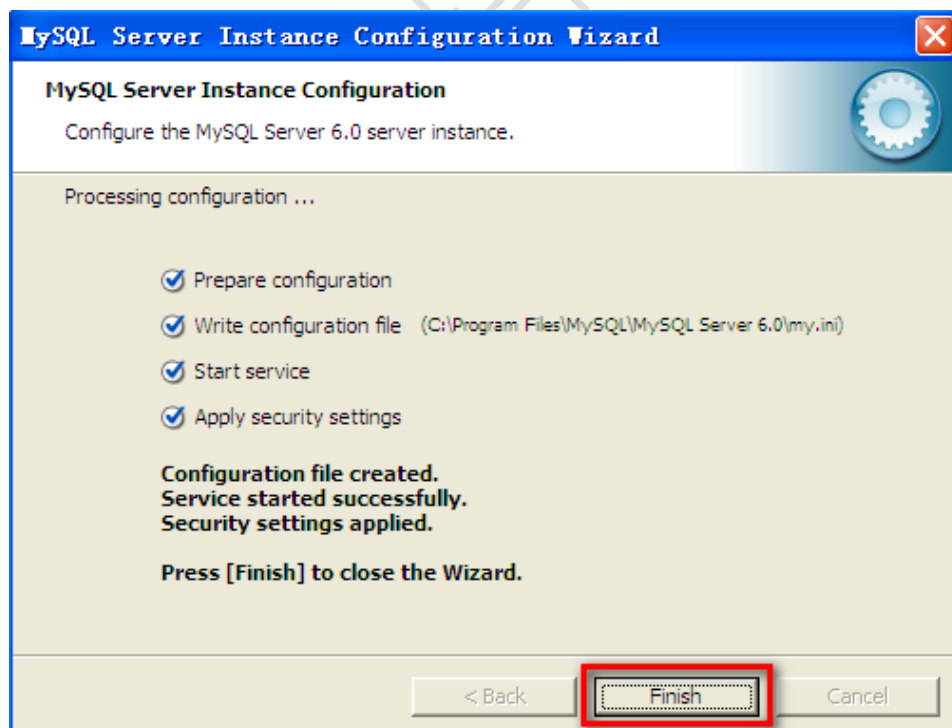 MySQL Server Instance Configuration Wizard
MySQL Server Instance Configuration
Configure the MySQL Server 6.0 server instance.
Processing configuration ...
Prepare configuration
Write configuration file (C:\Program Files\MySQL\MySQL Server 6.0\my.ini)
Start service
Apply security settings
Configuration file created.
Service started successfully.
Security settings applied.
Press [Finish] to close the Wizard.
< Back Finish Cancel